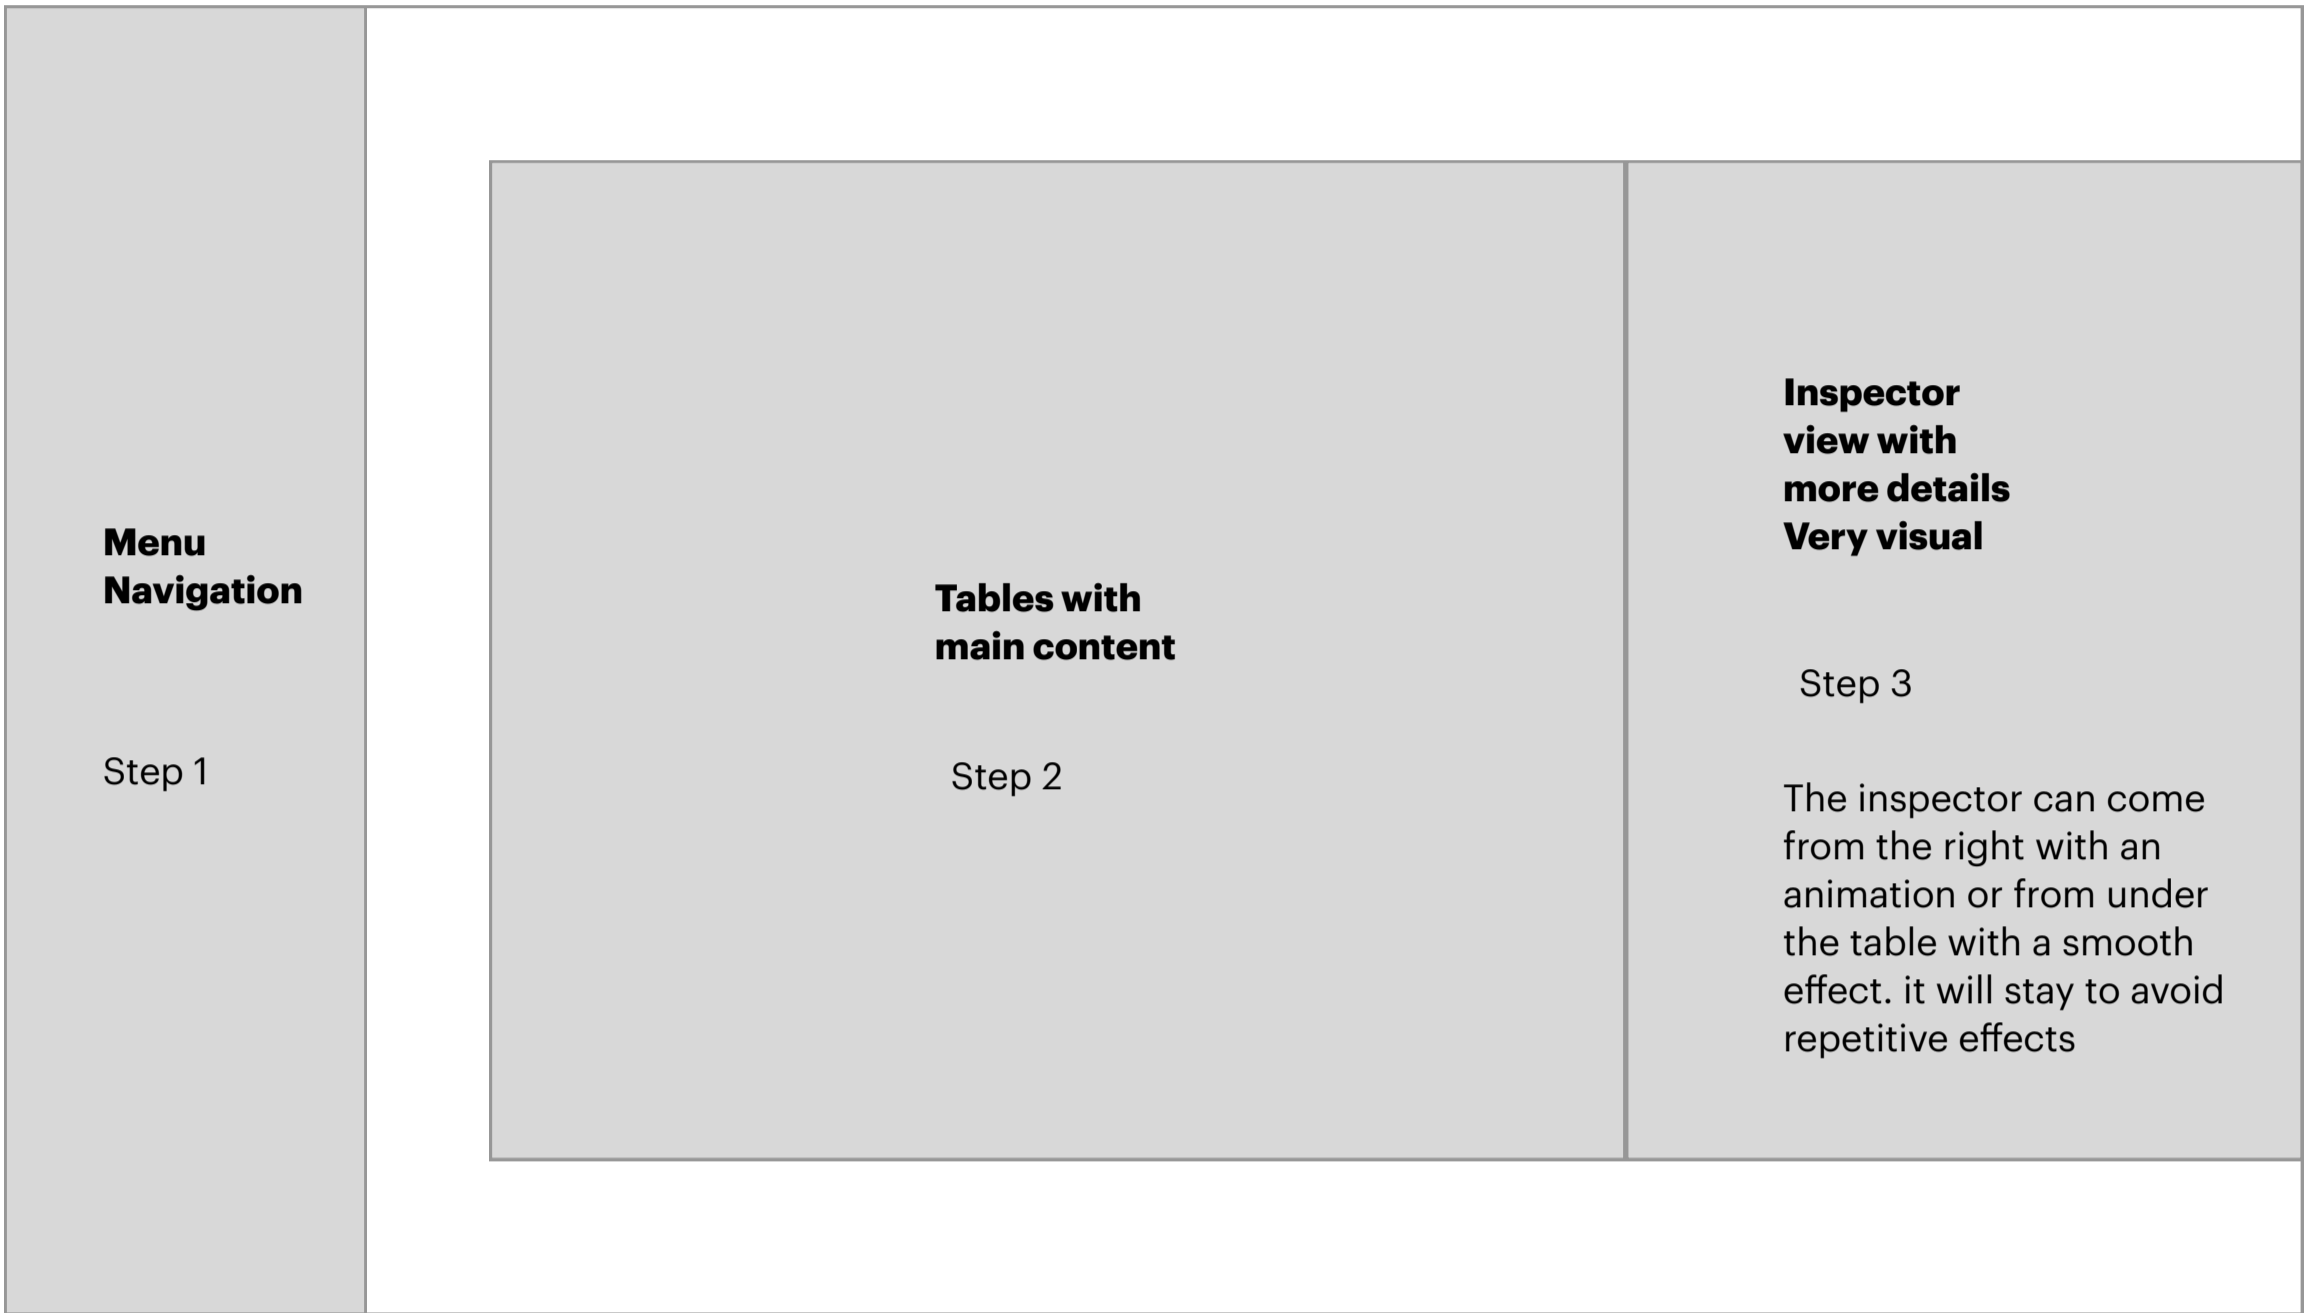 Menu
Navigation
Step 1
Tables with
main content
Step 2
Inspector
view with
more details
Very visual
Step 3
The inspector can come
from the right with an
animation or from under
the table with a smooth
effect. it will stay to avoid
repetitive effects